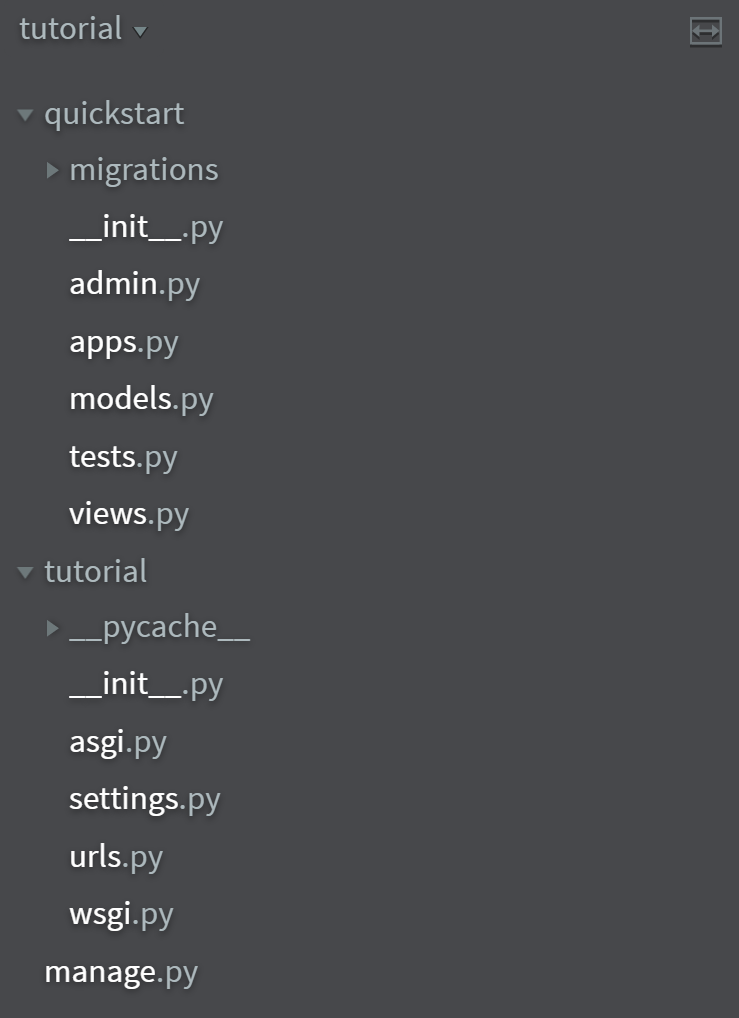 tutorial
quickstart
migrations
__init__.py
admin.py
apps.py
models.py
tests.py
views.py
tutorial
__pycache__
__init__.py
asgi.py
settings.py
urls.py
wsgi.py
manage.py